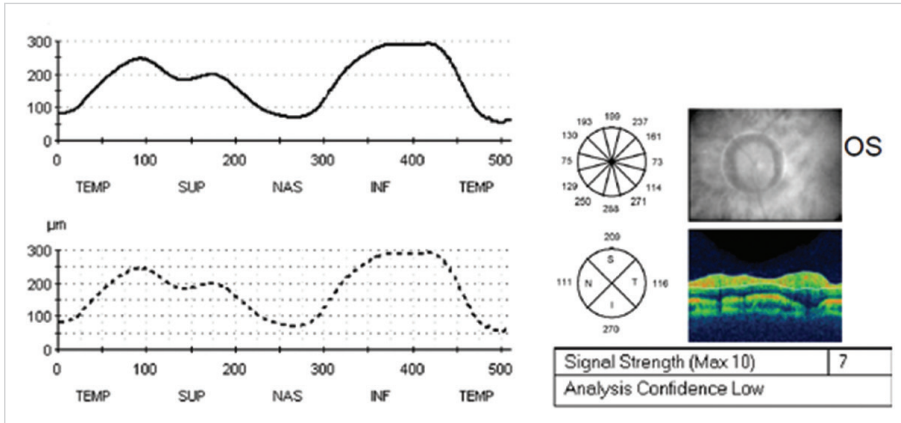 300
200
100
0
0 100 200 300 400 500
TEMP SUP NAS INF TEMP
µm
300
200
100
0
0 100 200 300 400 500
TEMP SUP NAS INF TEMP
193 199 237
130 161
75 73
129 114
250 288 271
OS
209
S
111 N T 116
I
270
Signal Strength (Max 10) 7
Analysis Confidence Low